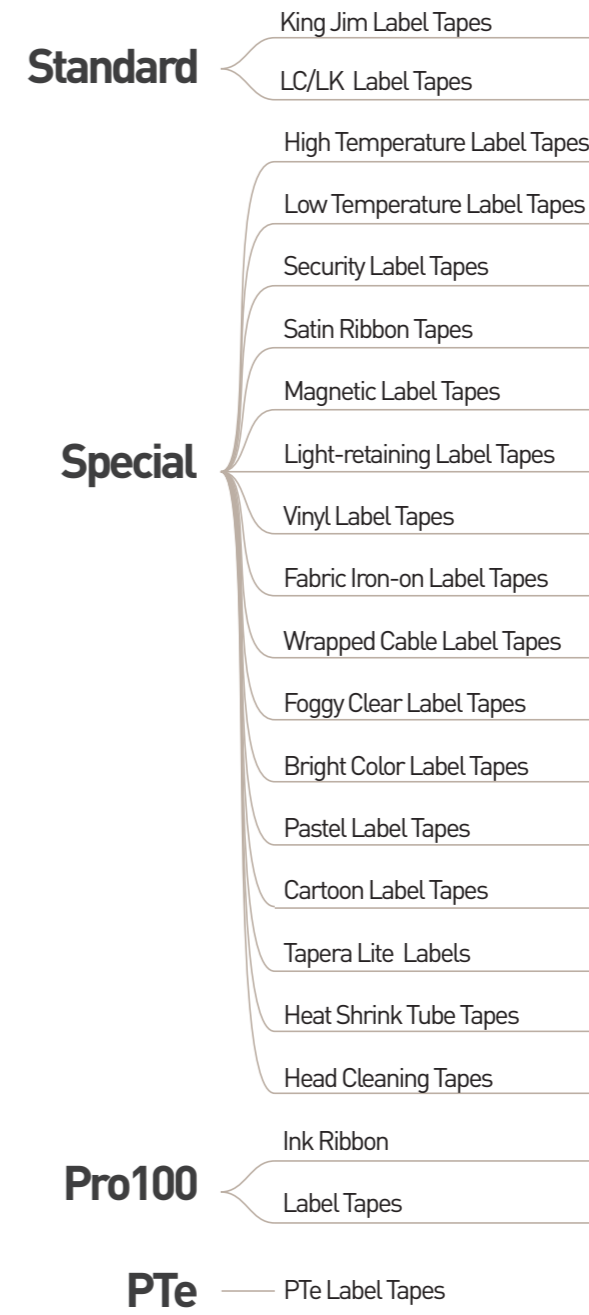 Standard
King Jim Label Tapes
LC/LK Label Tapes
Special
High Temperature Label Tapes
Low Temperature Label Tapes
Security Label Tapes
Satin Ribbon Tapes
Magnetic Label Tapes
Light-retaining Label Tapes
Vinyl Label Tapes
Fabric Iron-on Label Tapes
Wrapped Cable Label Tapes
Foggy Clear Label Tapes
Bright Color Label Tapes
Pastel Label Tapes
Cartoon Label Tapes
Tapera Lite Labels
Heat Shrink Tube Tapes
Head Cleaning Tapes
Pro100
Ink Ribbon
Label Tapes
PTe
PTe Label Tapes